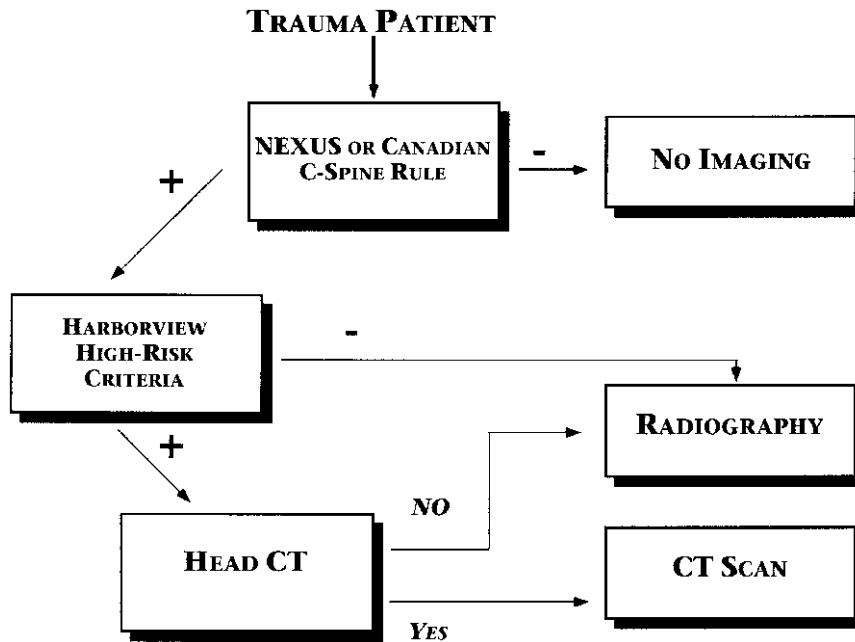 TRAUMA PATIENT
NEXUS OR CANADIAN
C-SPINE RULE
-
NO IMAGING
+
HARBORVIEW
HIGH-RISK
CRITERIA
-
RADIOGRAPHY
+
NO
HEAD CT
CT SCAN
YES